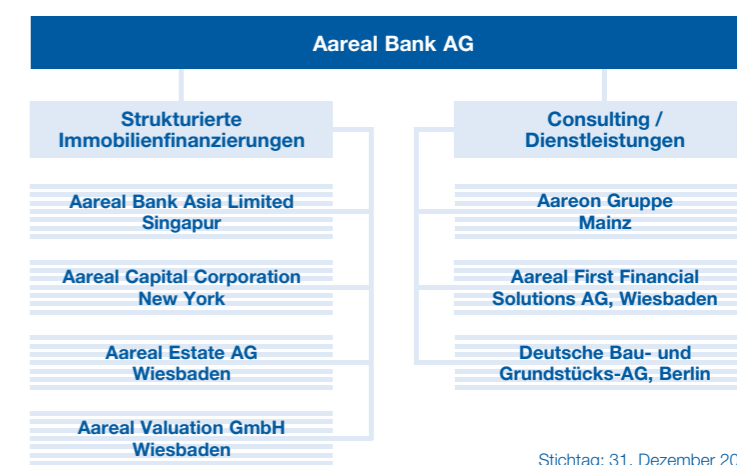 Aareal Bank AG
Strukturierte
Immobilienfinanzierungen
Aareal Bank Asia Limited
Singapur
Aareal Capital Corporation
New York
Aareal Estate AG
Wiesbaden
Aareal Valuation GmbH
Wiesbaden
Consulting /
Dienstleistungen
Aareon Gruppe
Mainz
Aareal First Financial
Solutions AG, Wiesbaden
Deutsche Bau- und
Grundstücks-AG, Berlin
Stichtag: 31. Dezember